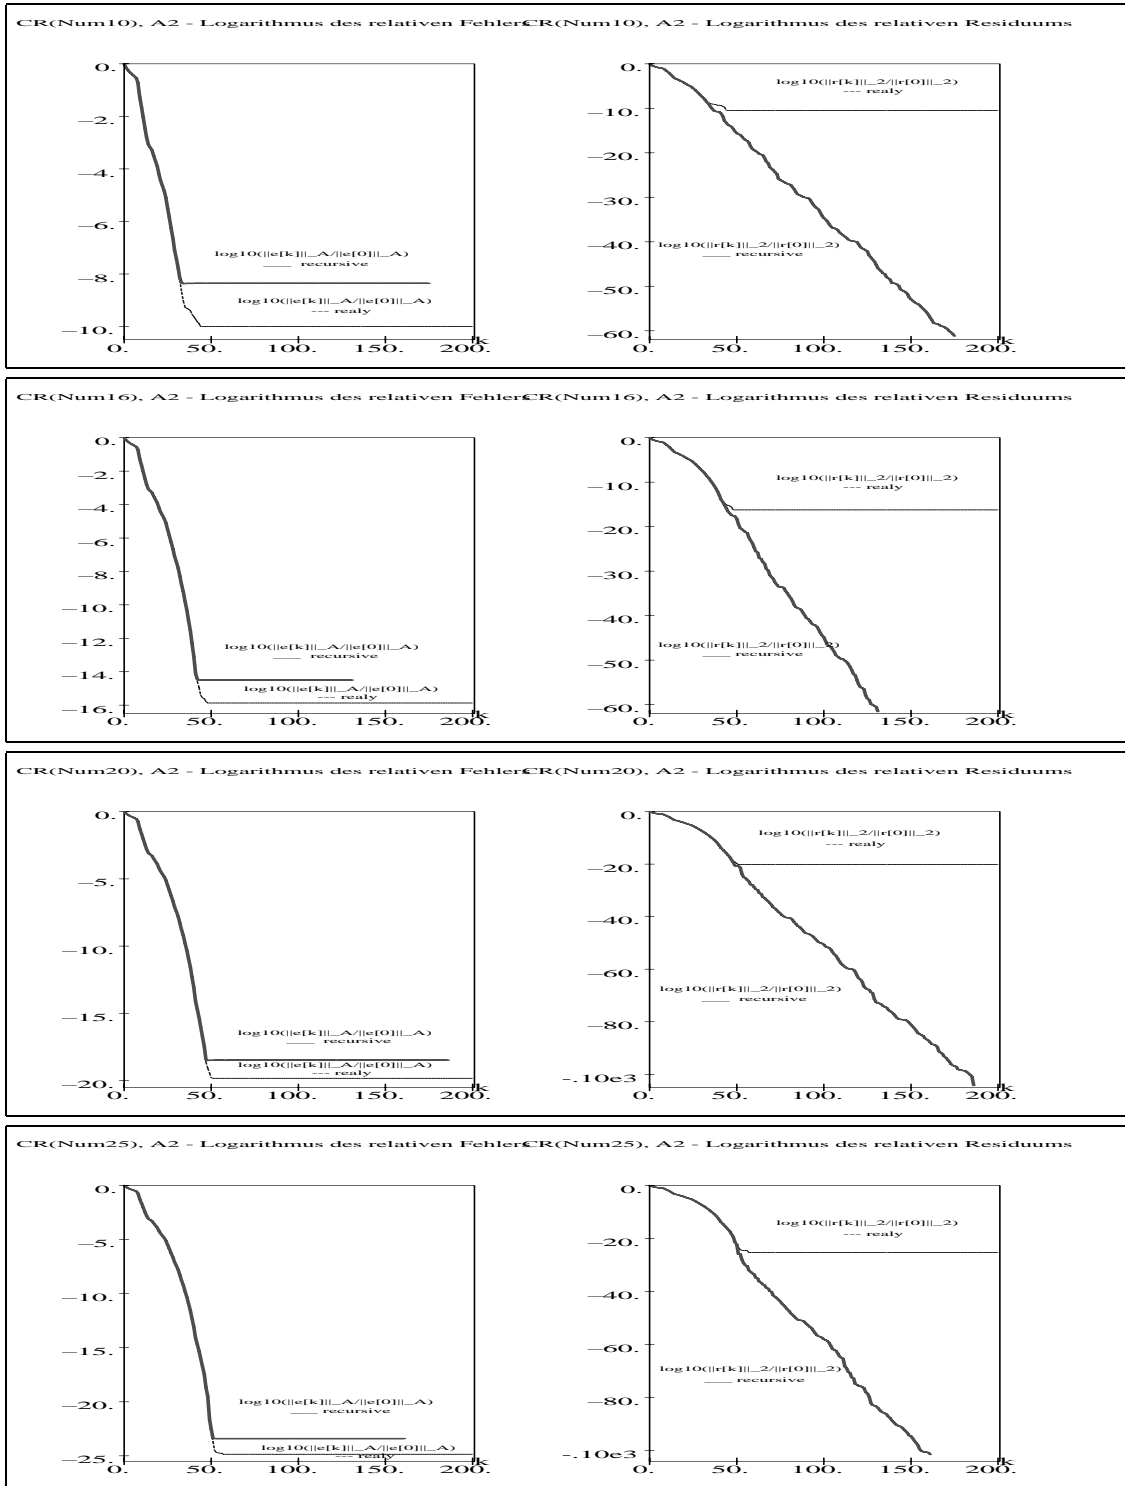 CR(Num10), A2 - Logarithmus des relativen Fehlers
CR(Num10), A2 - Logarithmus des relativen Residuums
0.
−2.
−4.
−6.
−8.
−10.
log10(||e[k]||_A/||e[0]||_A)
___ recursive
log10(||e[k]||_A/||e[0]||_A)
--- realy
0. 50. 100. 150. 200. k
0.
−10.
−20.
−30.
−40.
−50.
−60.
log10(||r[k]||_2/||r[0]||_2)
--- realy
log10(||r[k]||_2/||r[0]||_2)
___ recursive
0. 50. 100. 150. 200. k
CR(Num16), A2 - Logarithmus des relativen Fehlers
CR(Num16), A2 - Logarithmus des relativen Residuums
0.
−2.
−4.
−6.
−8.
−10.
−12.
−14.
−16.
log10(||e[k]||_A/||e[0]||_A)
___ recursive
log10(||e[k]||_A/||e[0]||_A)
--- realy
0. 50. 100. 150. 200. k
0.
−10.
−20.
−30.
−40.
−50.
−60.
log10(||r[k]||_2/||r[0]||_2)
--- realy
log10(||r[k]||_2/||r[0]||_2)
___ recursive
0. 50. 100. 150. 200. k
CR(Num20), A2 - Logarithmus des relativen Fehlers
CR(Num20), A2 - Logarithmus des relativen Residuums
0.
−5.
−10.
−15.
−20.
log10(||e[k]||_A/||e[0]||_A)
___ recursive
log10(||e[k]||_A/||e[0]||_A)
--- realy
0. 50. 100. 150. 200. k
0.
−20.
−40.
−60.
−80.
-.10e3
log10(||r[k]||_2/||r[0]||_2)
--- realy
log10(||r[k]||_2/||r[0]||_2)
___ recursive
0. 50. 100. 150. 200. k
CR(Num25), A2 - Logarithmus des relativen Fehlers
CR(Num25), A2 - Logarithmus des relativen Residuums
0.
−5.
−10.
−15.
−20.
−25.
log10(||e[k]||_A/||e[0]||_A)
___ recursive
log10(||e[k]||_A/||e[0]||_A)
--- realy
0. 50. 100. 150. 200. k
0.
−20.
−40.
−60.
−80.
-.10e3
log10(||r[k]||_2/||r[0]||_2)
--- realy
log10(||r[k]||_2/||r[0]||_2)
___ recursive
0. 50. 100. 150. 200. k